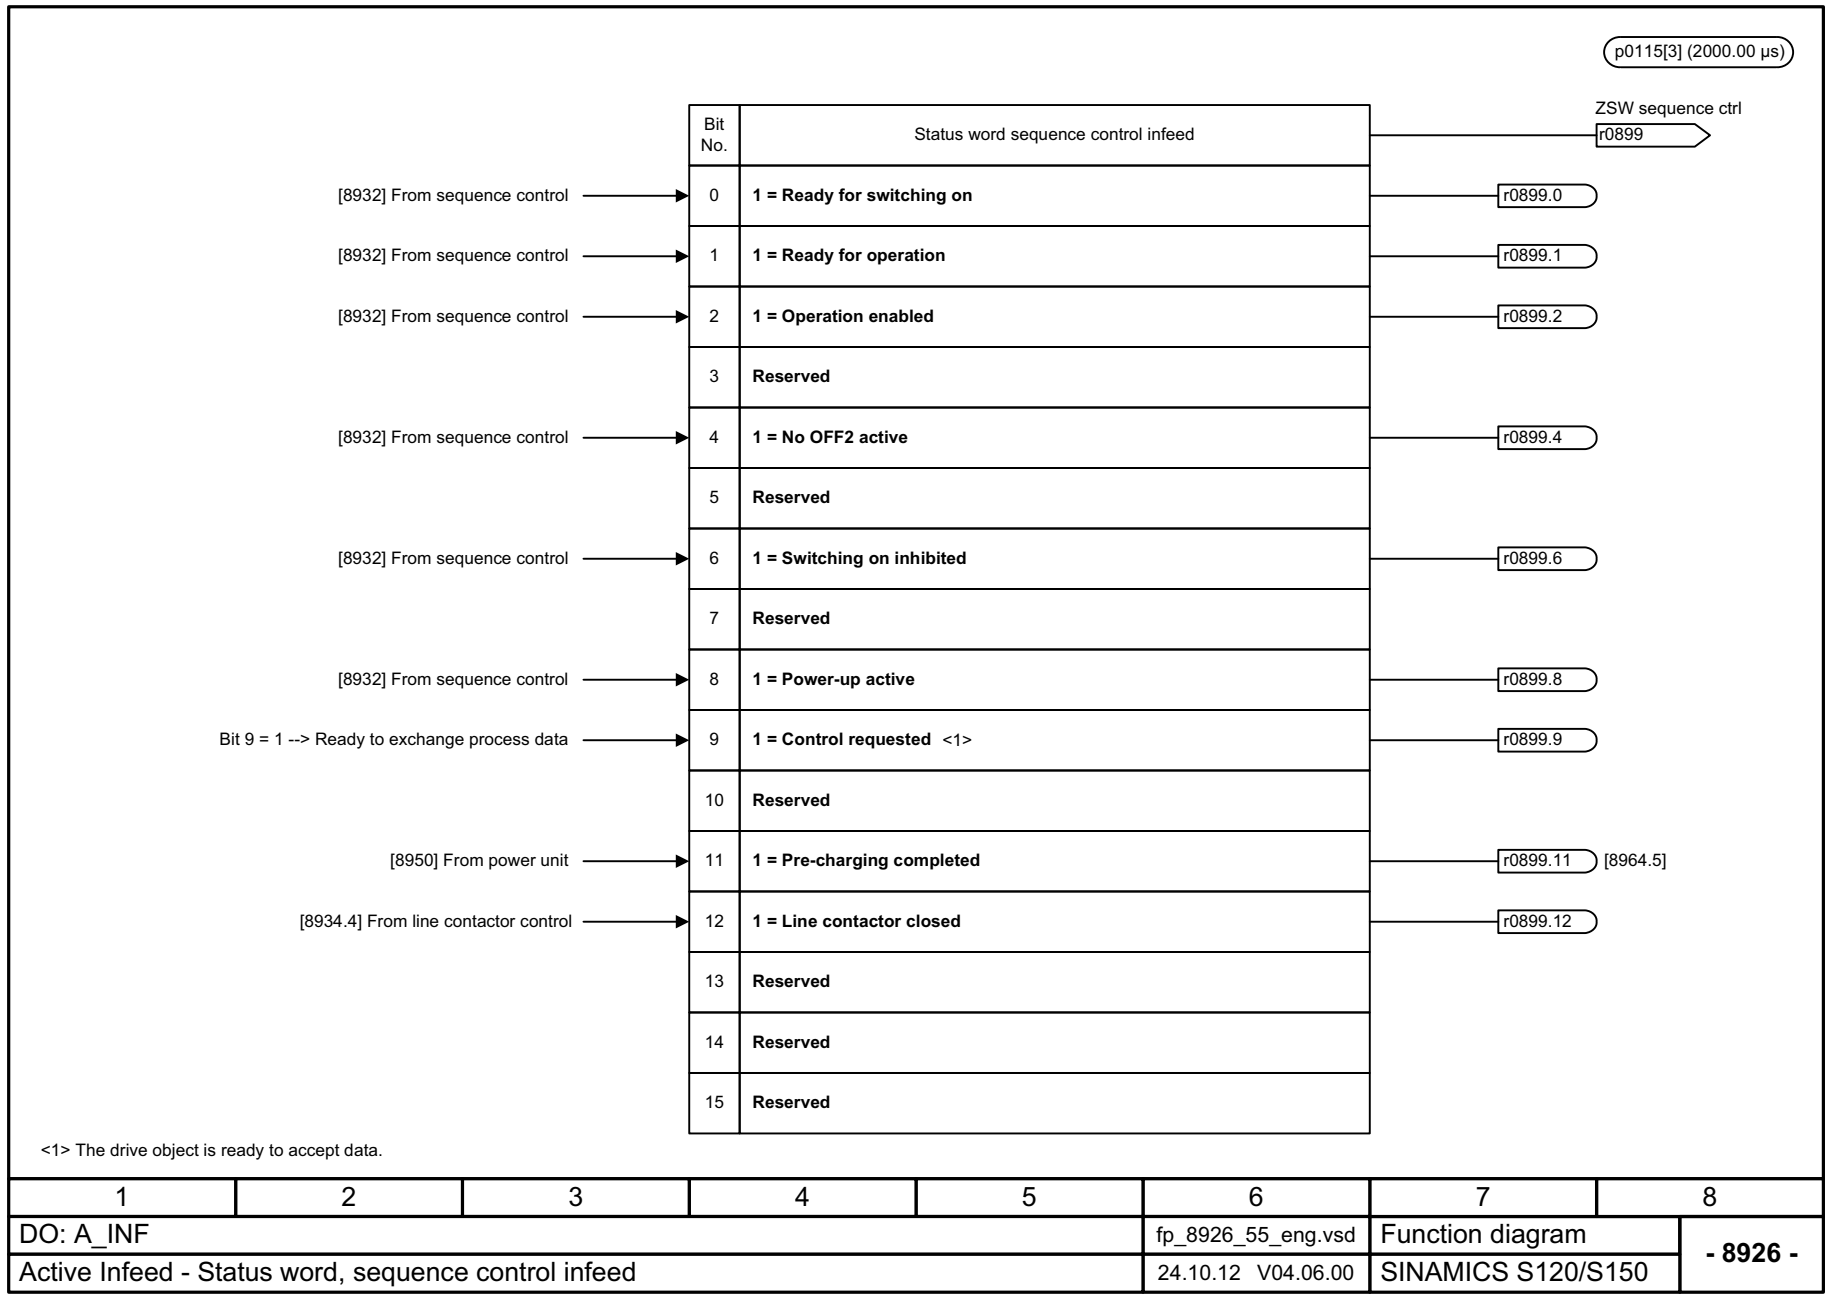 p0115[3] (2000.00 µs)
ZSW sequence ctrl
Bit
No.
Status word sequence control infeed
r0899
[8932] From sequence control 0 1 = Ready for switching on r0899.0
[8932] From sequence control 1 1 = Ready for operation r0899.1
[8932] From sequence control 2 1 = Operation enabled r0899.2
3 Reserved
[8932] From sequence control 4 1 = No OFF2 active r0899.4
5 Reserved
[8932] From sequence control 6 1 = Switching on inhibited r0899.6
7 Reserved
[8932] From sequence control 8 1 = Power-up active r0899.8
Bit 9 = 1 --> Ready to exchange process data 9 1 = Control requested <1> r0899.9
10 Reserved
[8950] From power unit 11 1 = Pre-charging completed r0899.11 [8964.5]
[8934.4] From line contactor control 12 1 = Line contactor closed r0899.12
13 Reserved
14 Reserved
15 Reserved
<1> The drive object is ready to accept data.
1 2 3 4 5 6 7 8
DO: A_INF fp_8926_55_eng.vsd Function diagram
- 8926 -
Active Infeed - Status word, sequence control infeed 24.10.12 V04.06.00 SINAMICS S120/S150